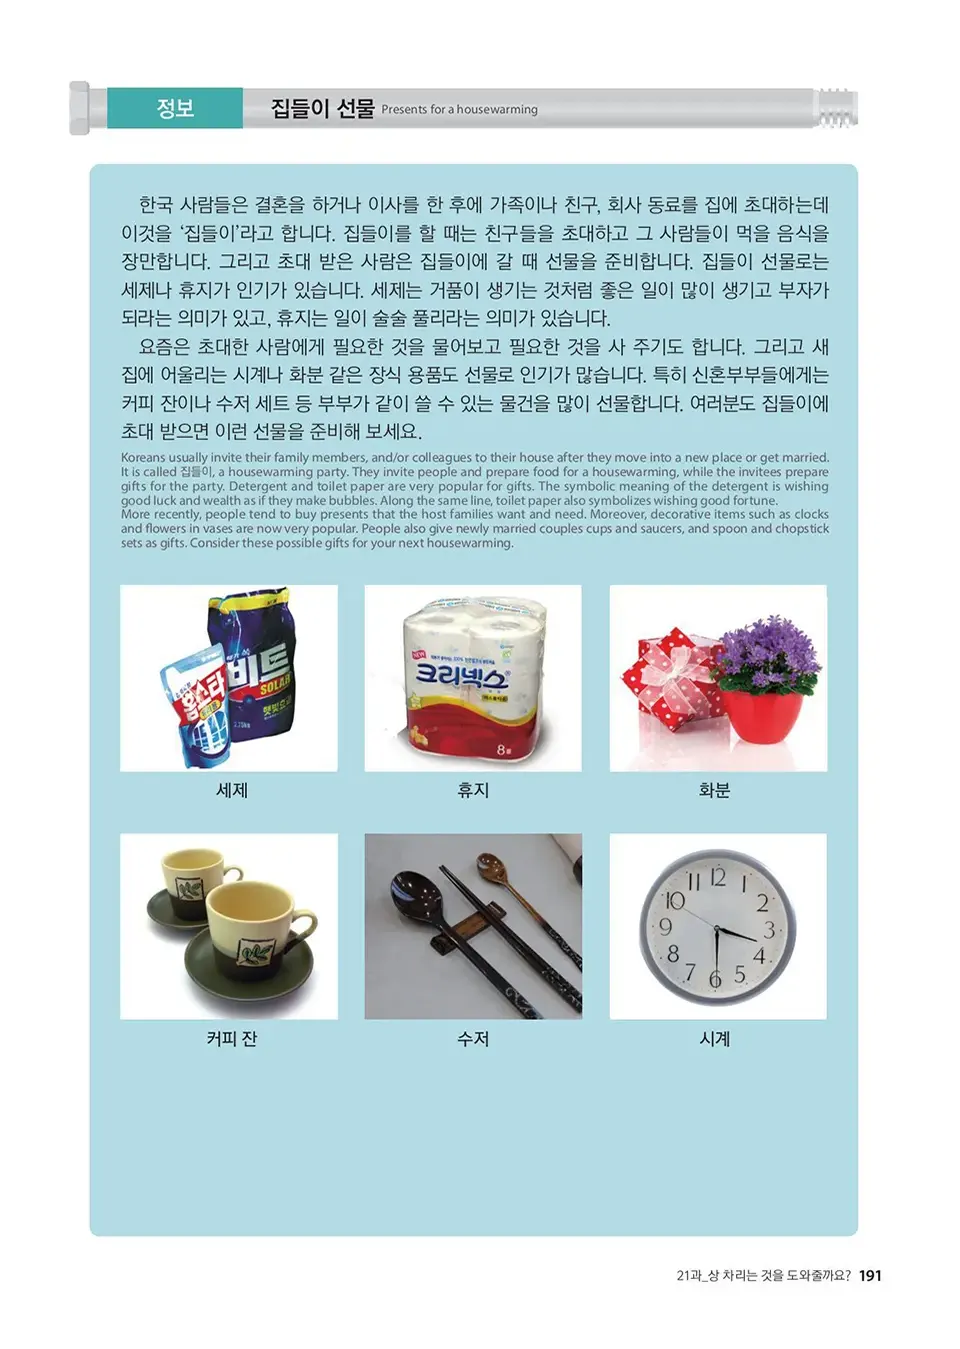 정보
집들이 선물 Presents for a housewarming
한국 사람들은 결혼을 하거나 이사를 한 후에 가족이나 친구, 회사 동료를 집에 초대하는데
이것을 ‘집들이’라고 합니다. 집들이를 할 때는 친구들을 초대하고 그 사람들이 먹을 음식을
장만합니다. 그리고 초대 받은 사람은 집들이에 갈 때 선물을 준비합니다. 집들이 선물로는
세제나 휴지가 인기가 있습니다. 세제는 거품이 생기는 것처럼 좋은 일이 많이 생기고 부자가
되라는 의미가 있고, 휴지는 일이 술술 풀리라는 의미가 있습니다.
요즘은 초대한 사람에게 필요한 것을 물어보고 필요한 것을 사 주기도 합니다. 그리고 새
집에 어울리는 시계나 화분 같은 장식 용품도 선물로 인기가 많습니다. 특히 신혼부부들에게는
커피 잔이나 수저 세트 등 부부가 같이 쓸 수 있는 물건을 많이 선물합니다. 여러분도 집들이에
초대 받으면 이런 선물을 준비해 보세요.
Koreans usually invite their family members, and/or colleagues to their house after they move into a new place or get married.
It is called 집들이, a housewarming party. They invite people and prepare food for a housewarming, while the invitees prepare
gifts for the party. Detergent and toilet paper are very popular for gifts. The symbolic meaning of the detergent is wishing
good luck and wealth as if they make bubbles. Along the same line, toilet paper also symbolizes wishing good fortune.
More recently, people tend to buy presents that the host families want and need. Moreover, decorative items such as clocks
and flowers in vases are now very popular. People also give newly married couples cups and saucers, and spoon and chopstick
sets as gifts. Consider these possible gifts for your next housewarming.
비트
SOLAR
홈스타
NEW
크리넥스
8롤
세제
휴지
화분
12
1
2
3
4
5
6
7
8
9
10
11
커피 잔
수저
시계
21과_상 차리는 것을 도와줄까요? 191